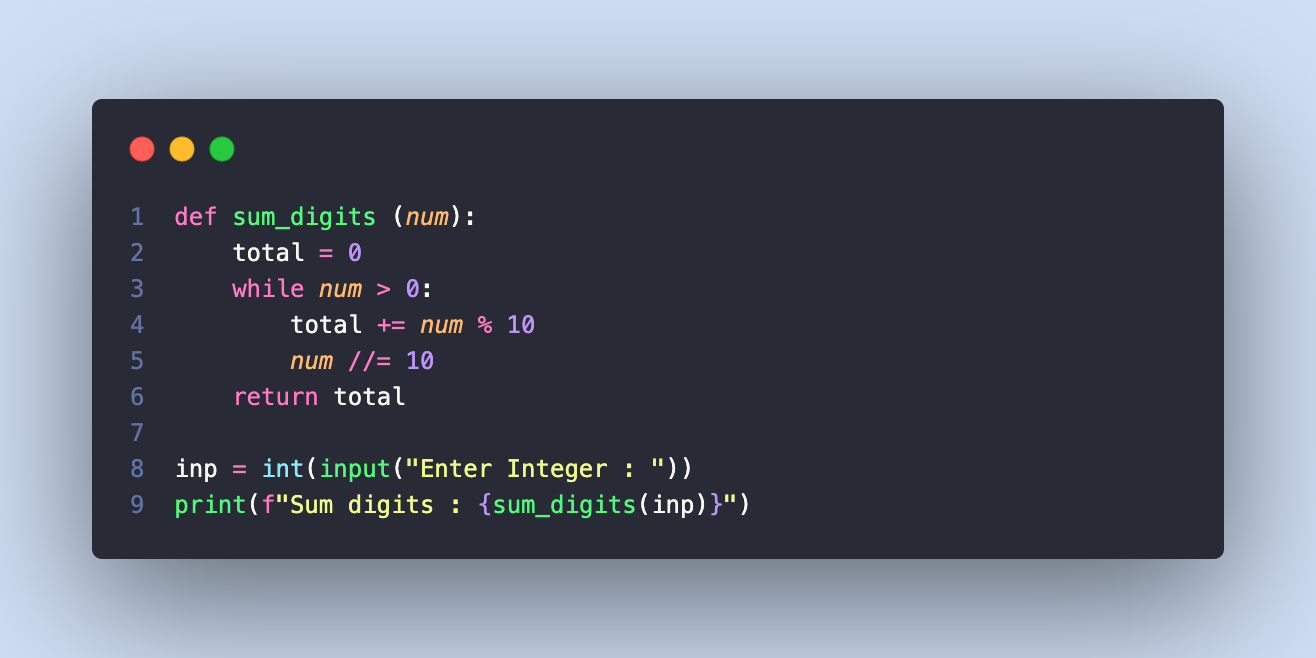 1 def sum_digits (num):
2     total = 0
3     while num > 0:
4         total += num % 10
5         num //= 10
6     return total
7
8 inp = int(input("Enter Integer : "))
9 print(f"Sum digits : {sum_digits(inp)}")